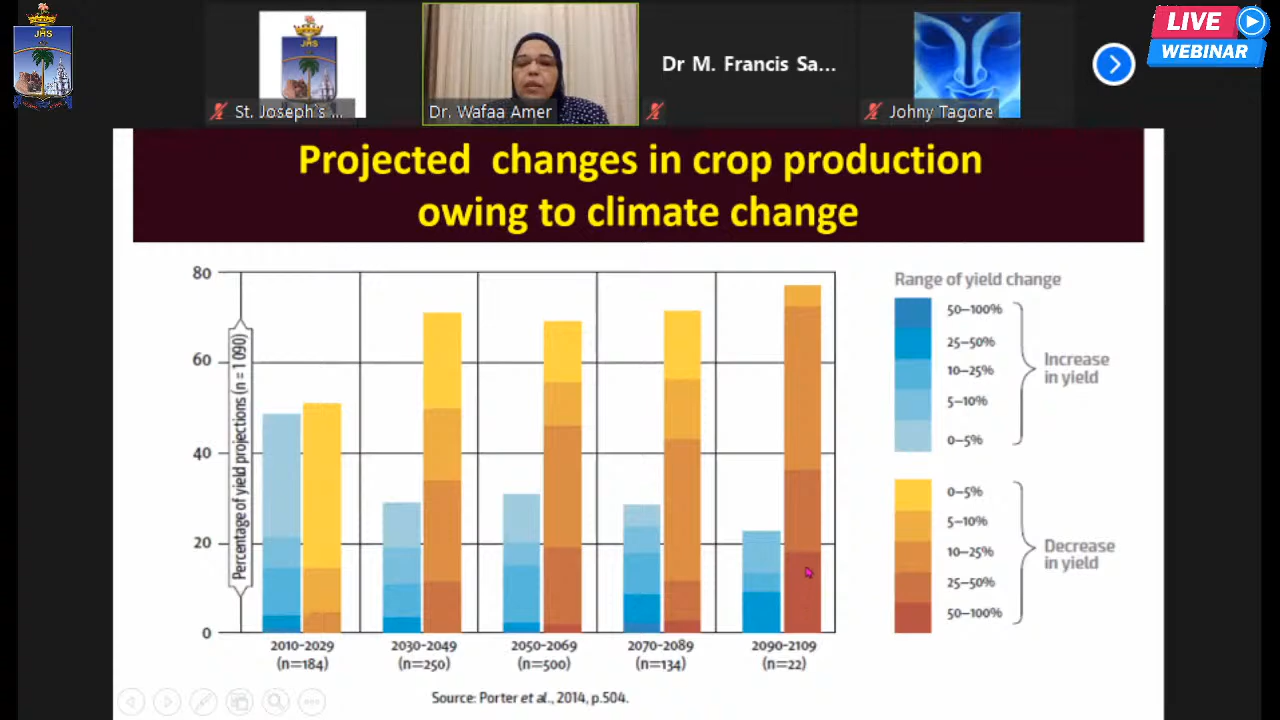 JHS
JHS
St. Joseph's ...
Dr. Wafaa Amer
Dr M. Francis Sa...
Johny Tagore
LIVE
WEBINAR
Projected changes in crop production
owing to climate change
Percentage of yield projections (n = 1 090)
80
60
40
20
0
2010-2029
(n=184)
2030-2049
(n=250)
2050-2069
(n=500)
2070-2089
(n=134)
2090-2109
(n=22)
Range of yield change
50–100%
25–50%
10–25%
5–10%
0–5%
Increase
in yield
0–5%
5–10%
10–25%
25–50%
50–100%
Decrease
in yield
Source: Porter et al., 2014, p.504.